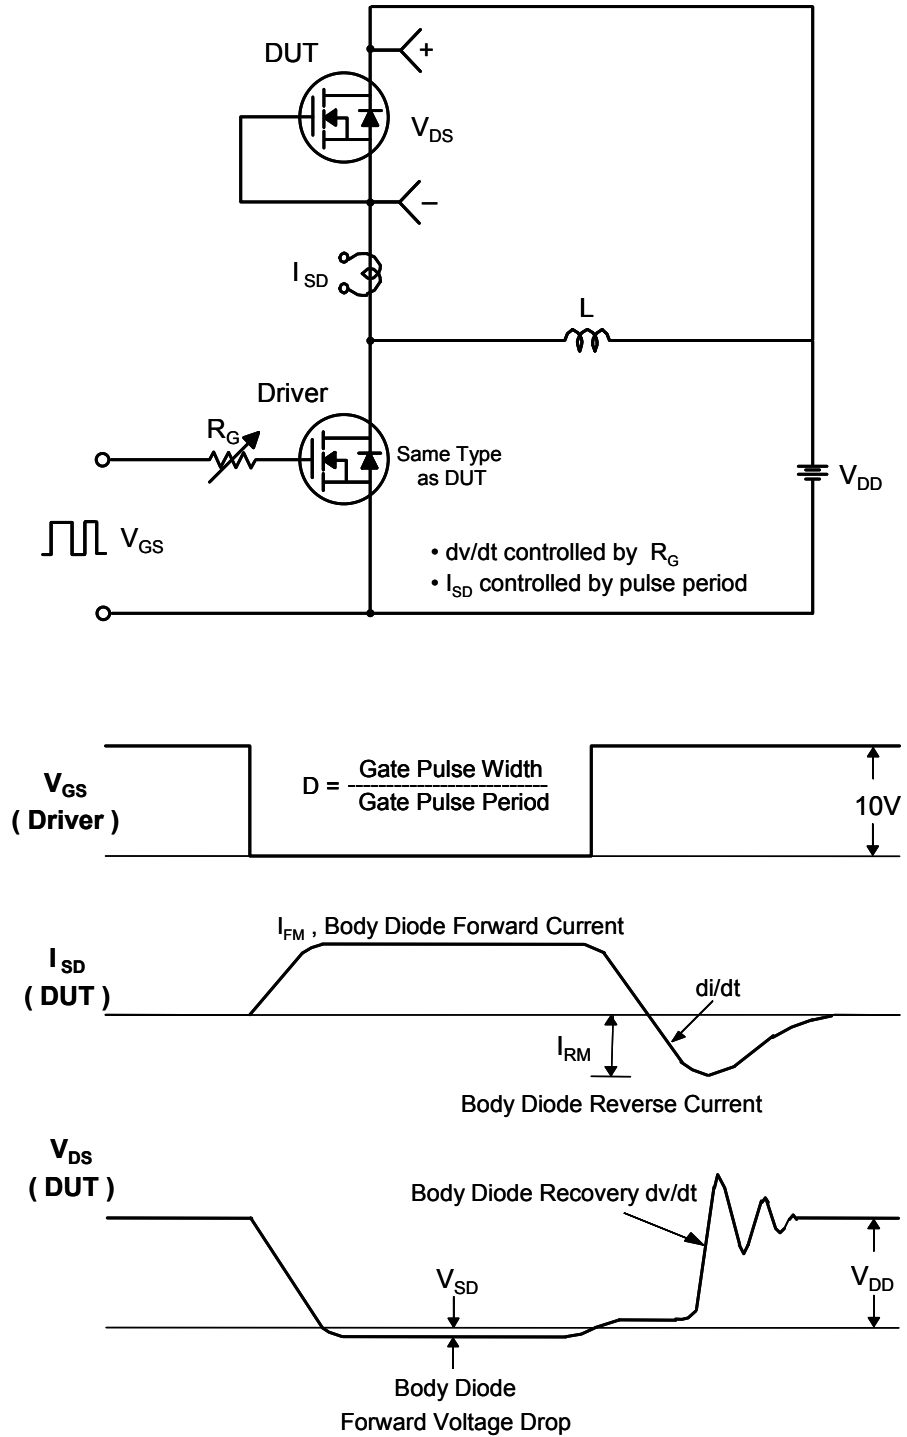 DUT
+
V_DS
−
I_SD
L
Driver
R_G
Same Type
as DUT
V_DD
V_GS
• dv/dt controlled by R_G
• I_SD controlled by pulse period
V_GS
( Driver )
D = Gate Pulse Width
--------------------------
Gate Pulse Period
10V
I_FM , Body Diode Forward Current
I_SD
( DUT )
di/dt
I_RM
Body Diode Reverse Current
V_DS
( DUT )
Body Diode Recovery dv/dt
V_SD
V_DD
Body Diode
Forward Voltage Drop